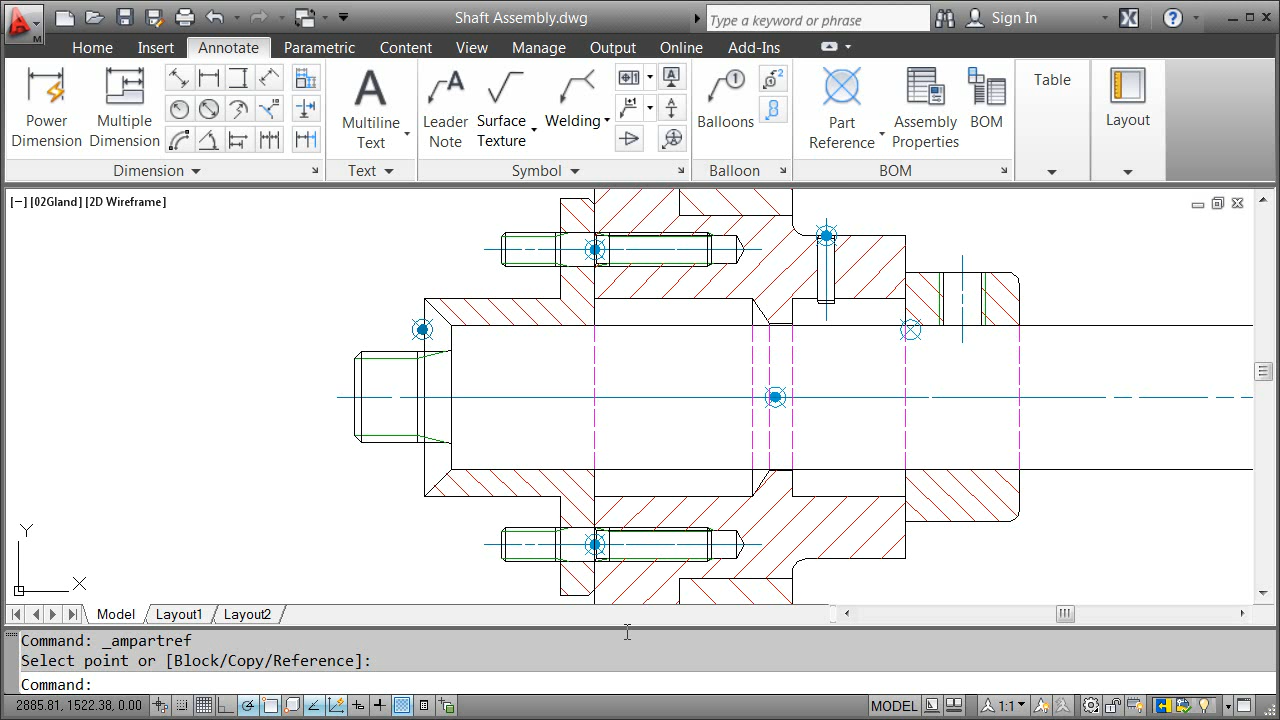 Shaft Assembly.dwg
Type a keyword or phrase
Sign In
M
Home Insert Annotate Parametric Content View Manage Output Online Add-Ins
Power Dimension
Multiple Dimension
Multiline Text
Leader Note
Surface Texture
Welding
Balloons
Part Reference
Assembly Properties
BOM
Table
Layout
Dimension Text Symbol Balloon BOM
[−] [02Gland] [2D Wireframe]
Y
X
Model Layout1 Layout2
Command: _ampartref
Select point or [Block/Copy/Reference]:
Command:
2885.81, 1522.38, 0.00 MODEL 1:1